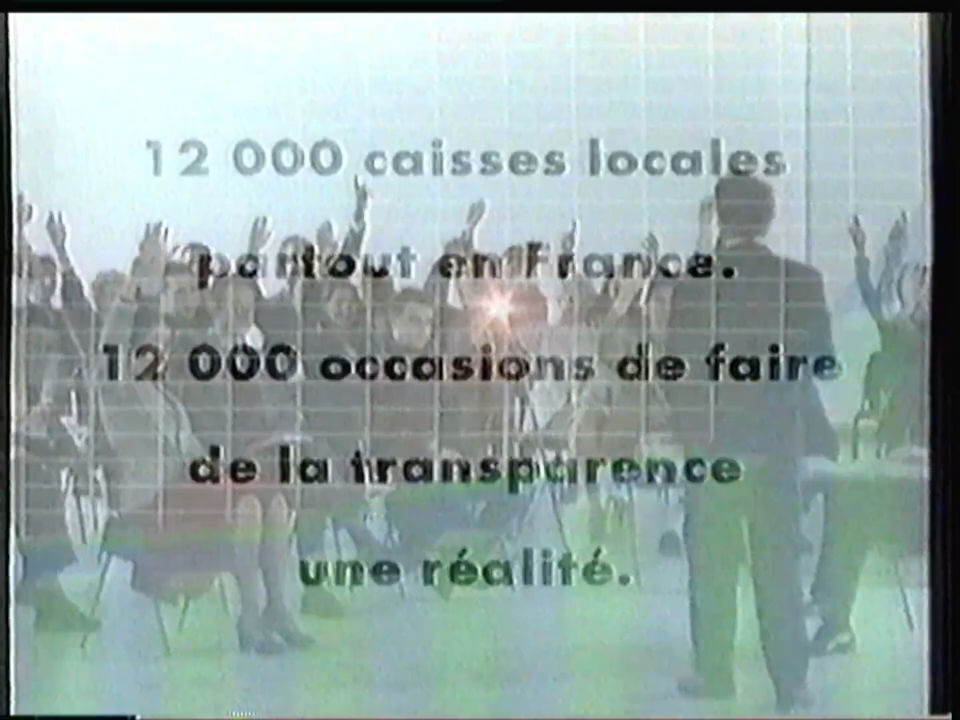 12 000 caisses locales
partout en France.
12 000 occasions de faire
de la transparence
une réalité.